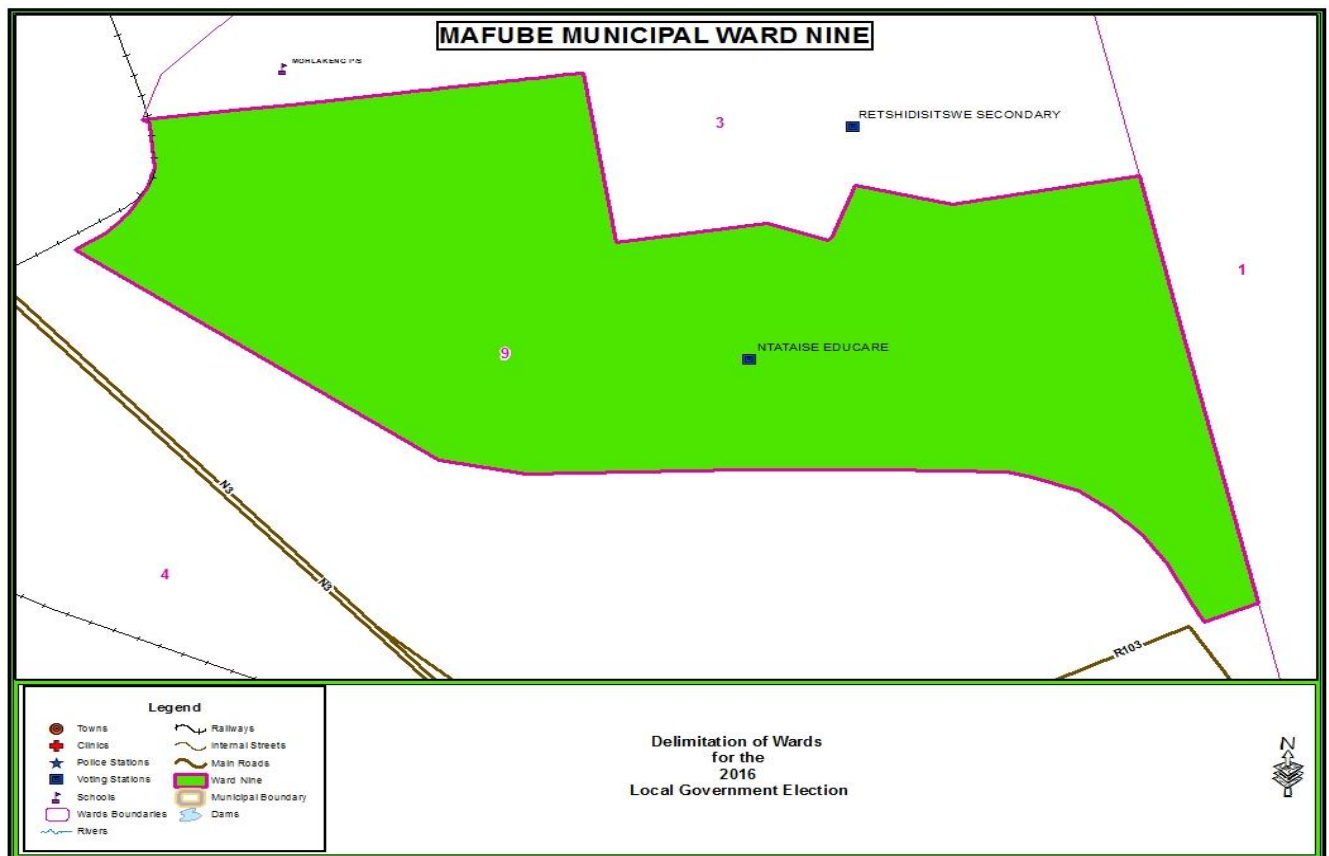 MAFUBE MUNICIPAL WARD NINE
MOHLAKENG P/S
3
RETSHIDISITSWE SECONDARY
1
NTATAISE EDUCARE
9
N3
4
N3
R103
Legend
Towns
Clinics
Police Stations
Voting Stations
Schools
Wards Boundaries
Rivers
Railways
Internal Streets
Main Roads
Ward Nine
Municipal Boundary
Dams
Delimitation of Wards
for the
2016
Local Government Election
N